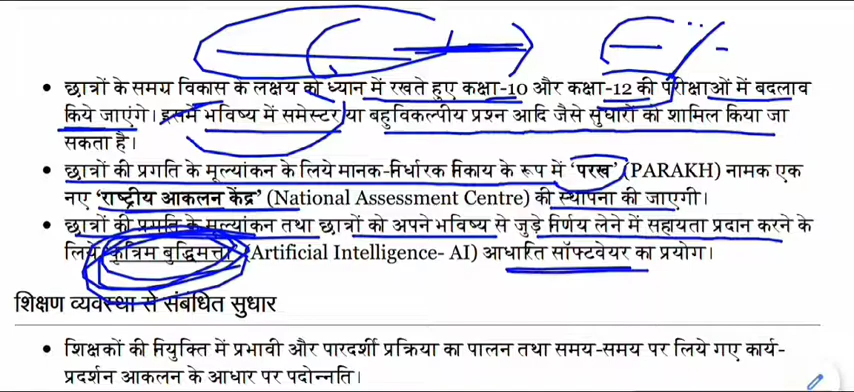 • छात्रों के समग्र विकास के लक्ष्य को ध्यान में रखते हुए कक्षा-10 और कक्षा-12 की परीक्षाओं में बदलाव
किये जाएंगे। इसमें भविष्य में समेस्टर या बहुविकल्पीय प्रश्न आदि जैसे सुधारों को शामिल किया जा
सकता है।
• छात्रों की प्रगति के मूल्यांकन के लिये मानक-निर्धारक निकाय के रूप में 'परख' (PARAKH) नामक एक
नए 'राष्ट्रीय आकलन केंद्र' (National Assessment Centre) की स्थापना की जाएगी।
• छात्रों की प्रगति के मूल्यांकन तथा छात्रों को अपने भविष्य से जुड़े निर्णय लेने में सहायता प्रदान करने के
लिये 'कृत्रिम बुद्धिमत्ता' (Artificial Intelligence- AI) आधारित सॉफ्टवेयर का प्रयोग।
शिक्षण व्यवस्था से संबंधित सुधार
• शिक्षकों की नियुक्ति में प्रभावी और पारदर्शी प्रक्रिया का पालन तथा समय-समय पर लिये गए कार्य-
प्रदर्शन आकलन के आधार पर पदोन्नति।